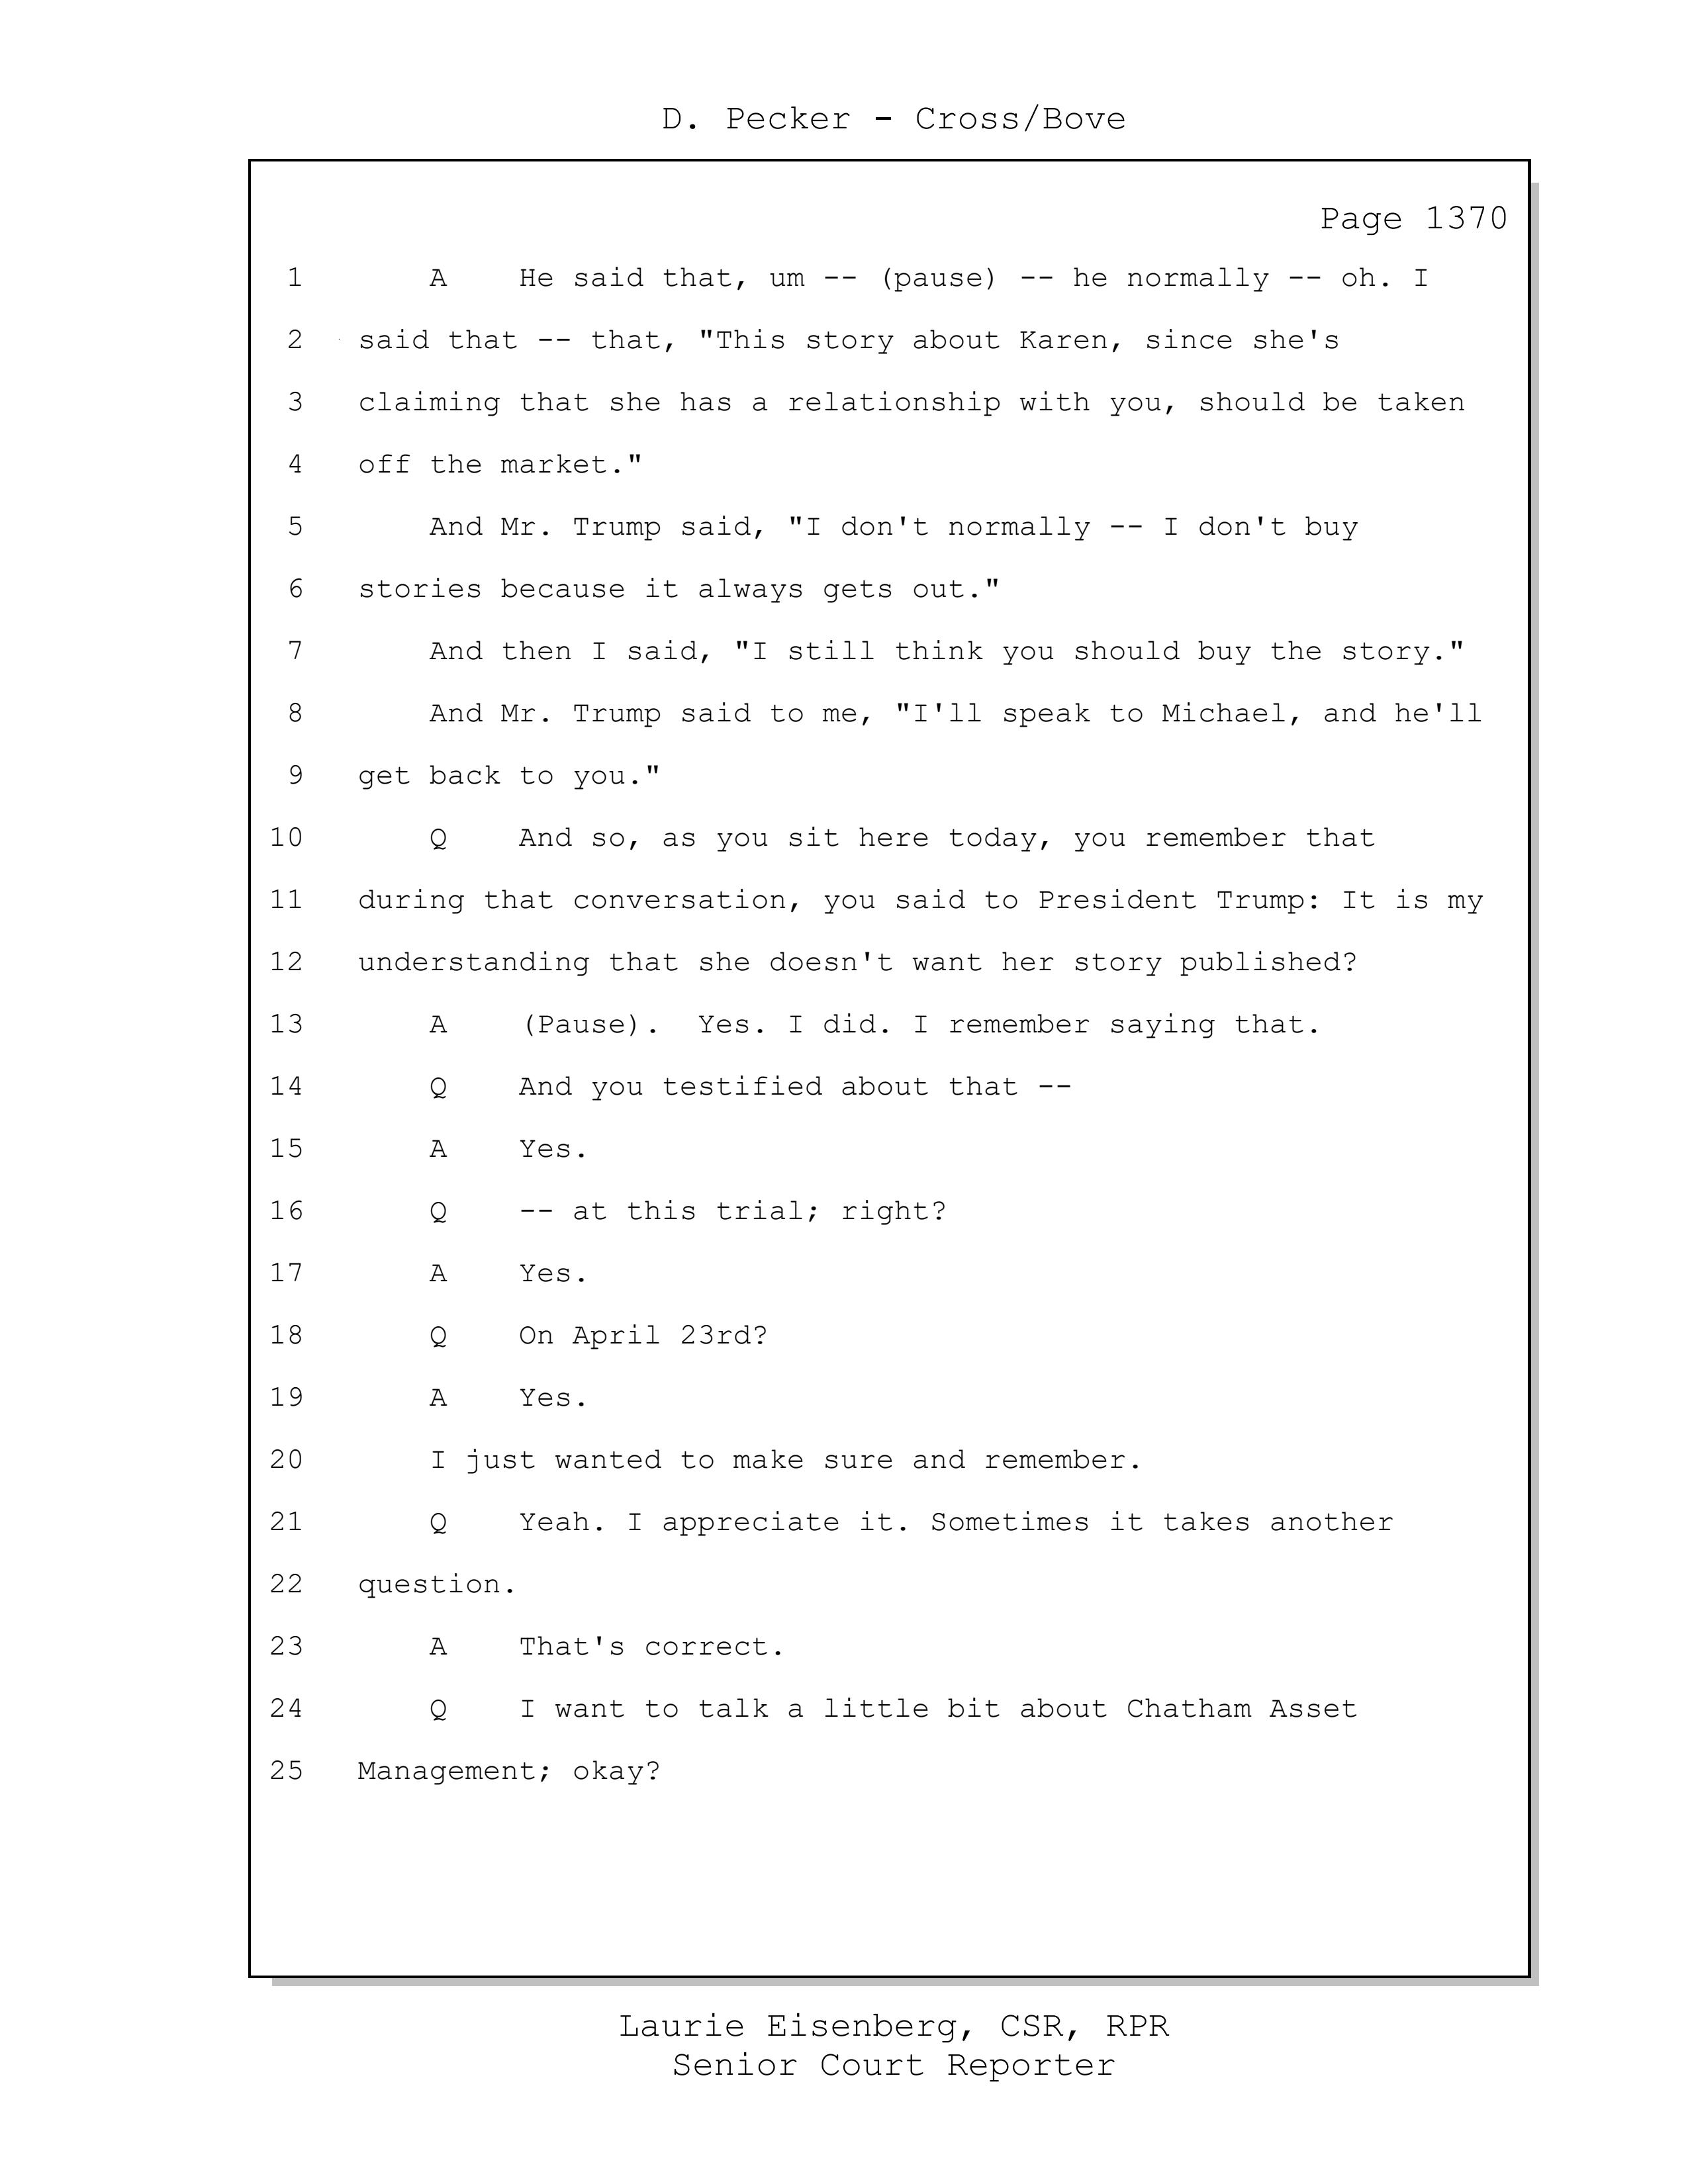 D. Pecker - Cross/Bove
Page 1370
1 A He said that, um -- (pause) -- he normally -- oh. I
2 said that -- that, "This story about Karen, since she's
3 claiming that she has a relationship with you, should be taken
4 off the market."
5 And Mr. Trump said, "I don't normally -- I don't buy
6 stories because it always gets out."
7 And then I said, "I still think you should buy the story."
8 And Mr. Trump said to me, "I'll speak to Michael, and he'll
9 get back to you."
10 Q And so, as you sit here today, you remember that
11 during that conversation, you said to President Trump: It is my
12 understanding that she doesn't want her story published?
13 A (Pause).  Yes. I did. I remember saying that.
14 Q And you testified about that --
15 A Yes.
16 Q -- at this trial; right?
17 A Yes.
18 Q On April 23rd?
19 A Yes.
20 I just wanted to make sure and remember.
21 Q Yeah. I appreciate it. Sometimes it takes another
22 question.
23 A That's correct.
24 Q I want to talk a little bit about Chatham Asset
25 Management; okay?
Laurie Eisenberg, CSR, RPR
Senior Court Reporter